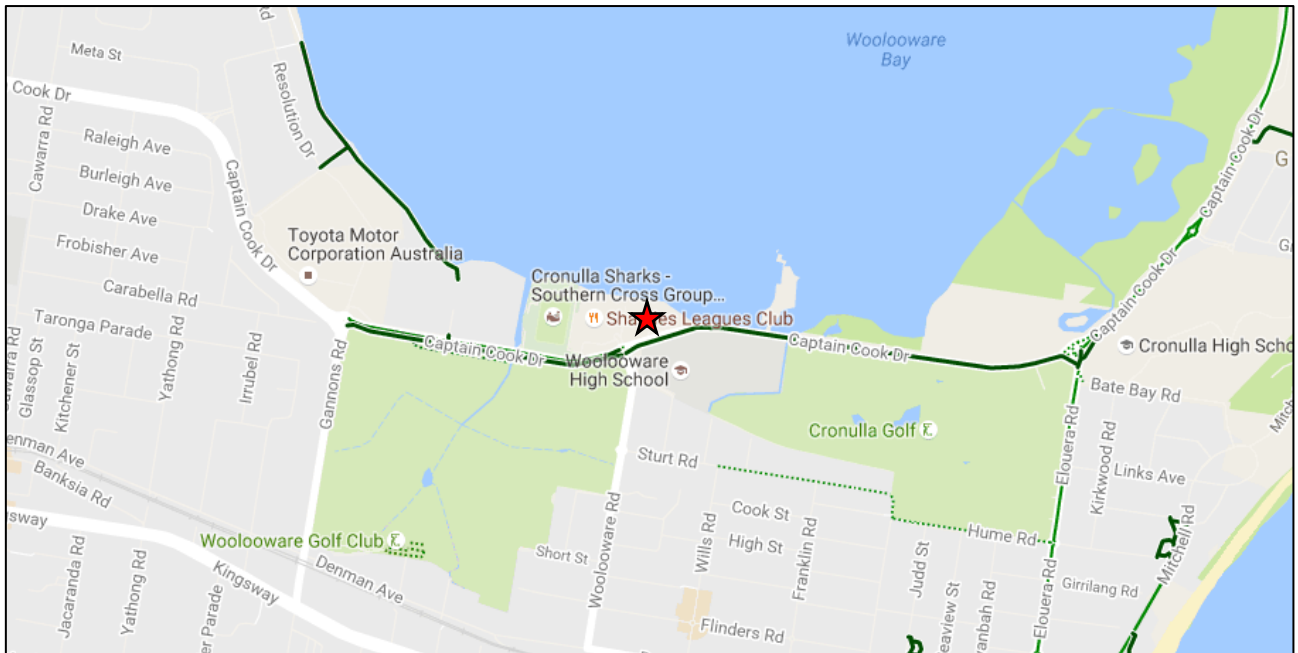 Rd
Meta St
Cook Dr
Cawarra Rd
Raleigh Ave
Burleigh Ave
Drake Ave
Frobisher Ave
Carabella Rd
Taronga Parade
Resolution Dr
Captain Cook Dr
Woolooware
Bay
Toyota Motor
Corporation Australia
Cronulla Sharks -
Southern Cross Group...
Leagues Club
Captain Cook Dr
Woolooware
High School
Captain Cook Dr
Captain Cook Dr
Captain Cook Dr
G
Cronulla High
Bate Bay Rd
Glassop St
Kitchener St
Yathong Rd
Irrubel Rd
Gannons Rd
Banksia Rd
Cronulla Golf
Sturt Rd
Elouera Rd
Kirkwood Rd
Links Ave
Cook St
High St
Wills Rd
Franklin Rd
Hume Rd
Mitchell Rd
Woolooware Golf Club
Short St
Woolooware Rd
Jacaranda Rd
Yathong Rd
Kingsway
Denman Ave
Judd St
Girrilang Rd
Elouera Rd
Flinders Rd